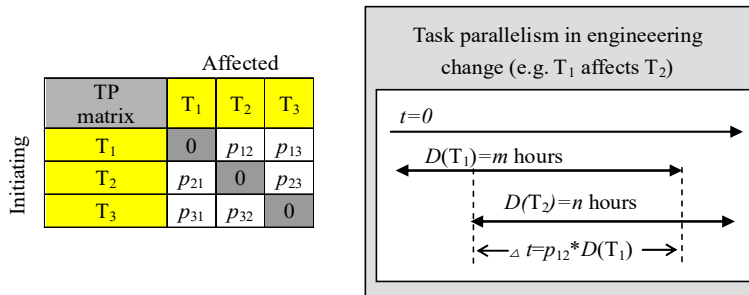 Affected
TP matrix T₁ T₂ T₃
Initiating
T₁ 0 p₁₂ p₁₃
T₂ p₂₁ 0 p₂₃
T₃ p₃₁ p₃₂ 0
Task parallelism in engineeering
change (e.g. T₁ affects T₂)
t=0
D(T₁)=m hours
D(T₂)=n hours
△ t=p₁₂*D(T₁)